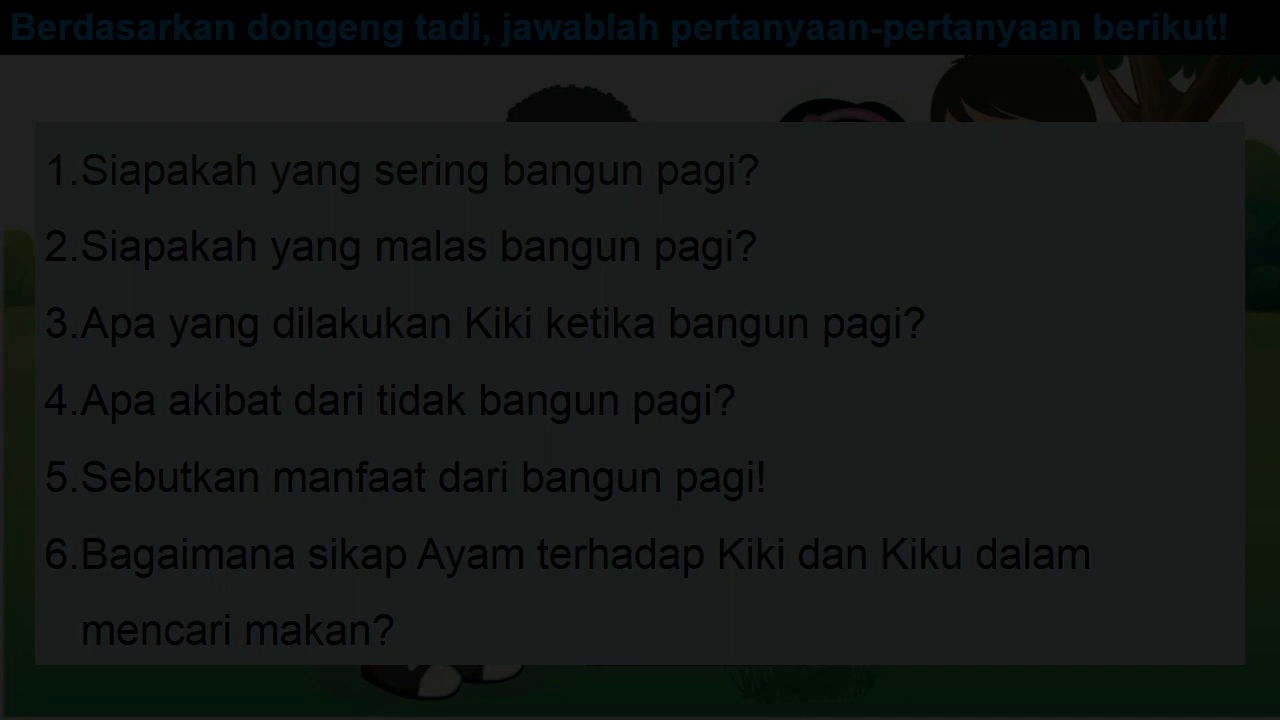 Berdasarkan dongeng tadi, jawablah pertanyaan-pertanyaan berikut!
1.Siapakah yang sering bangun pagi?
2.Siapakah yang malas bangun pagi?
3.Apa yang dilakukan Kiki ketika bangun pagi?
4.Apa akibat dari tidak bangun pagi?
5.Sebutkan manfaat dari bangun pagi!
6.Bagaimana sikap Ayam terhadap Kiki dan Kiku dalam
mencari makan?